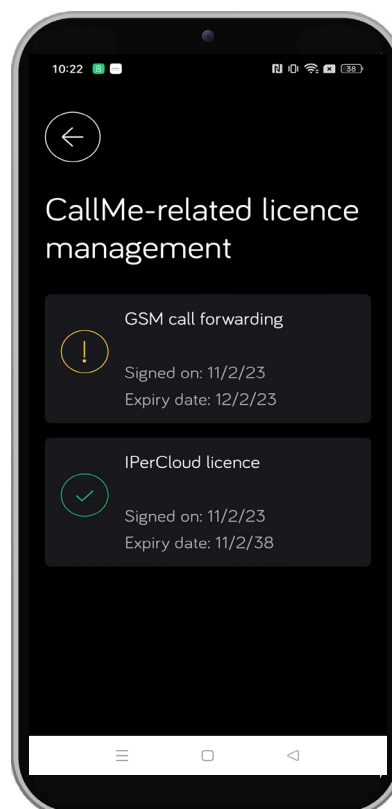 10:22
38
CallMe-related licence
management
GSM call forwarding
Signed on: 11/2/23
Expiry date: 12/2/23
IPerCloud licence
Signed on: 11/2/23
Expiry date: 11/2/38